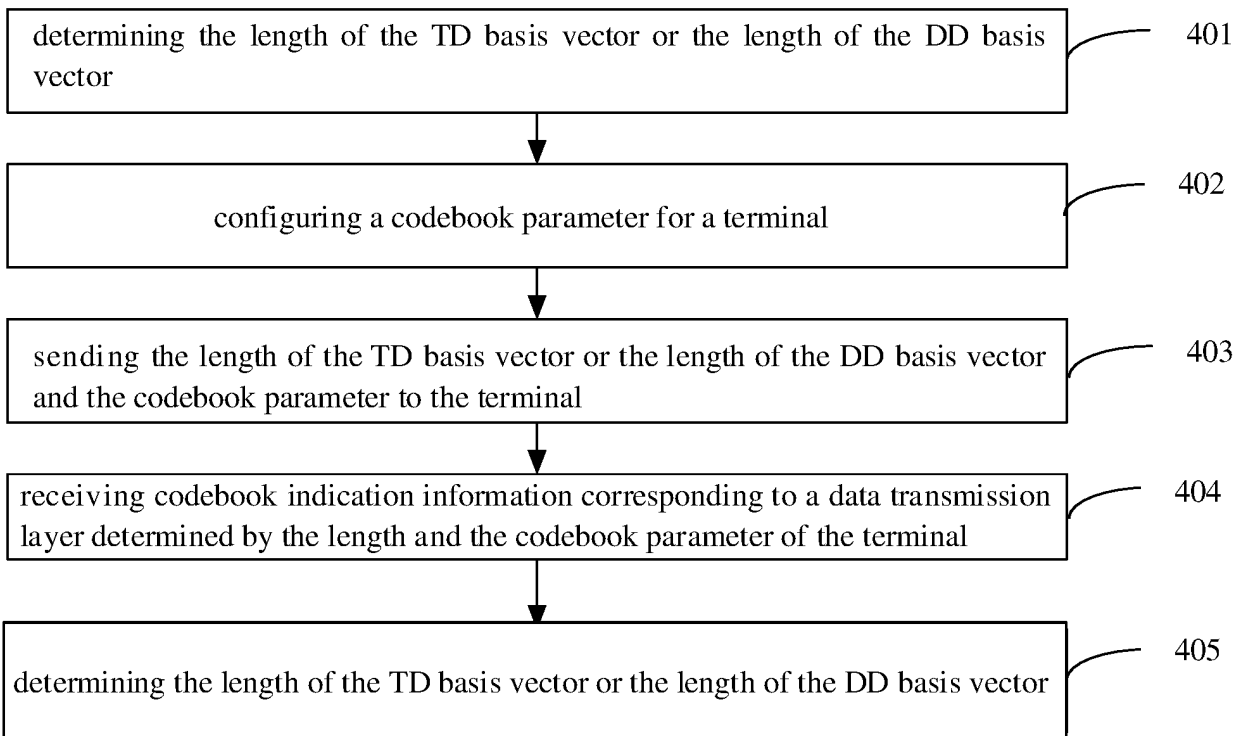 determining the length of the TD basis vector or the length of the DD basis
vector
401
configuring a codebook parameter for a terminal
402
sending the length of the TD basis vector or the length of the DD basis vector
and the codebook parameter to the terminal
403
receiving codebook indication information corresponding to a data transmission
layer determined by the length and the codebook parameter of the terminal
404
determining the length of the TD basis vector or the length of the DD basis vector
405